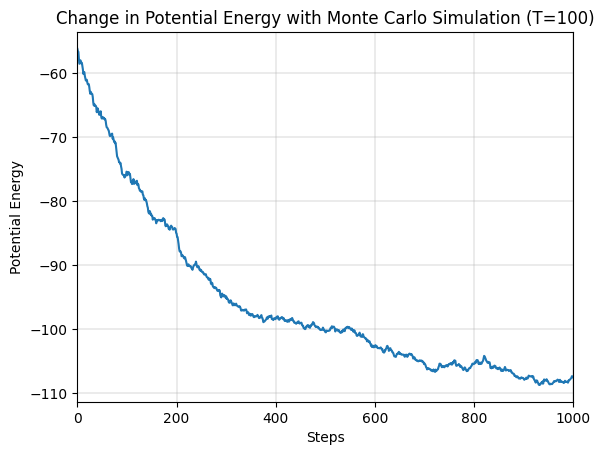 Change in Potential Energy with Monte Carlo Simulation (T=100)
−60
−70
−80
−90
−100
−110
Potential Energy
0 200 400 600 800 1000
Steps